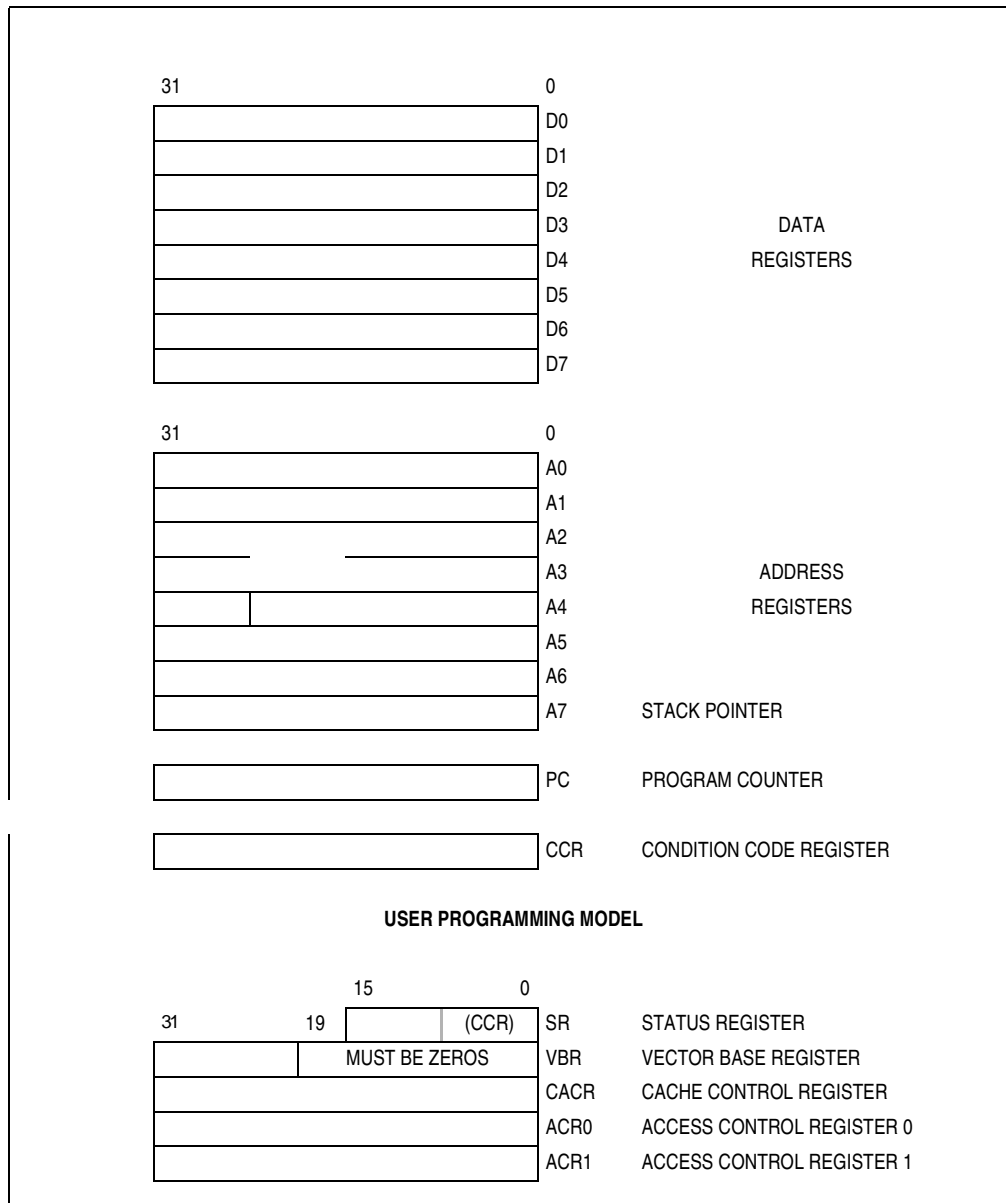 31 0
D0
D1
D2
D3 DATA
D4 REGISTERS
D5
D6
D7
31 0
A0
A1
A2
A3 ADDRESS
A4 REGISTERS
A5
A6
A7 STACK POINTER
PC PROGRAM COUNTER
CCR CONDITION CODE REGISTER
USER PROGRAMMING MODEL
15 0
31 19 (CCR) SR STATUS REGISTER
MUST BE ZEROS VBR VECTOR BASE REGISTER
CACR CACHE CONTROL REGISTER
ACR0 ACCESS CONTROL REGISTER 0
ACR1 ACCESS CONTROL REGISTER 1